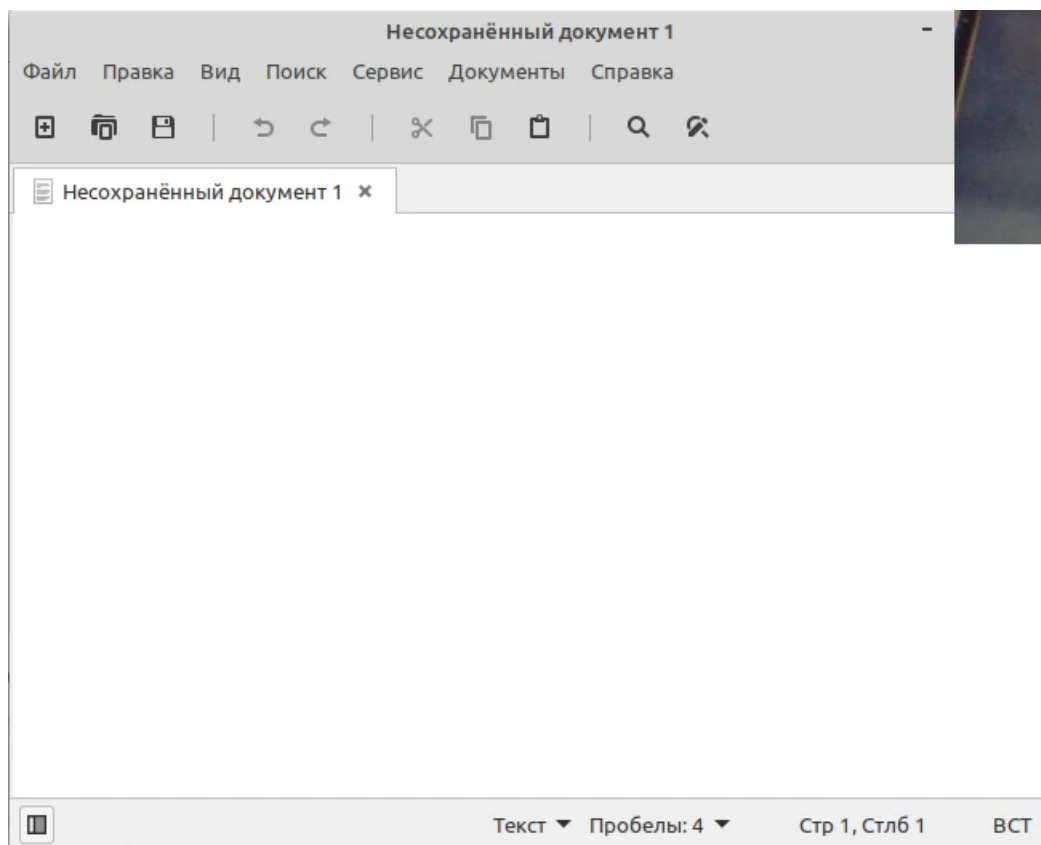 Несохранённый документ 1
Файл Правка Вид Поиск Сервис Документы Справка
Несохранённый документ 1
Текст Пробелы: 4 Стр 1, Стлб 1 ВСТ